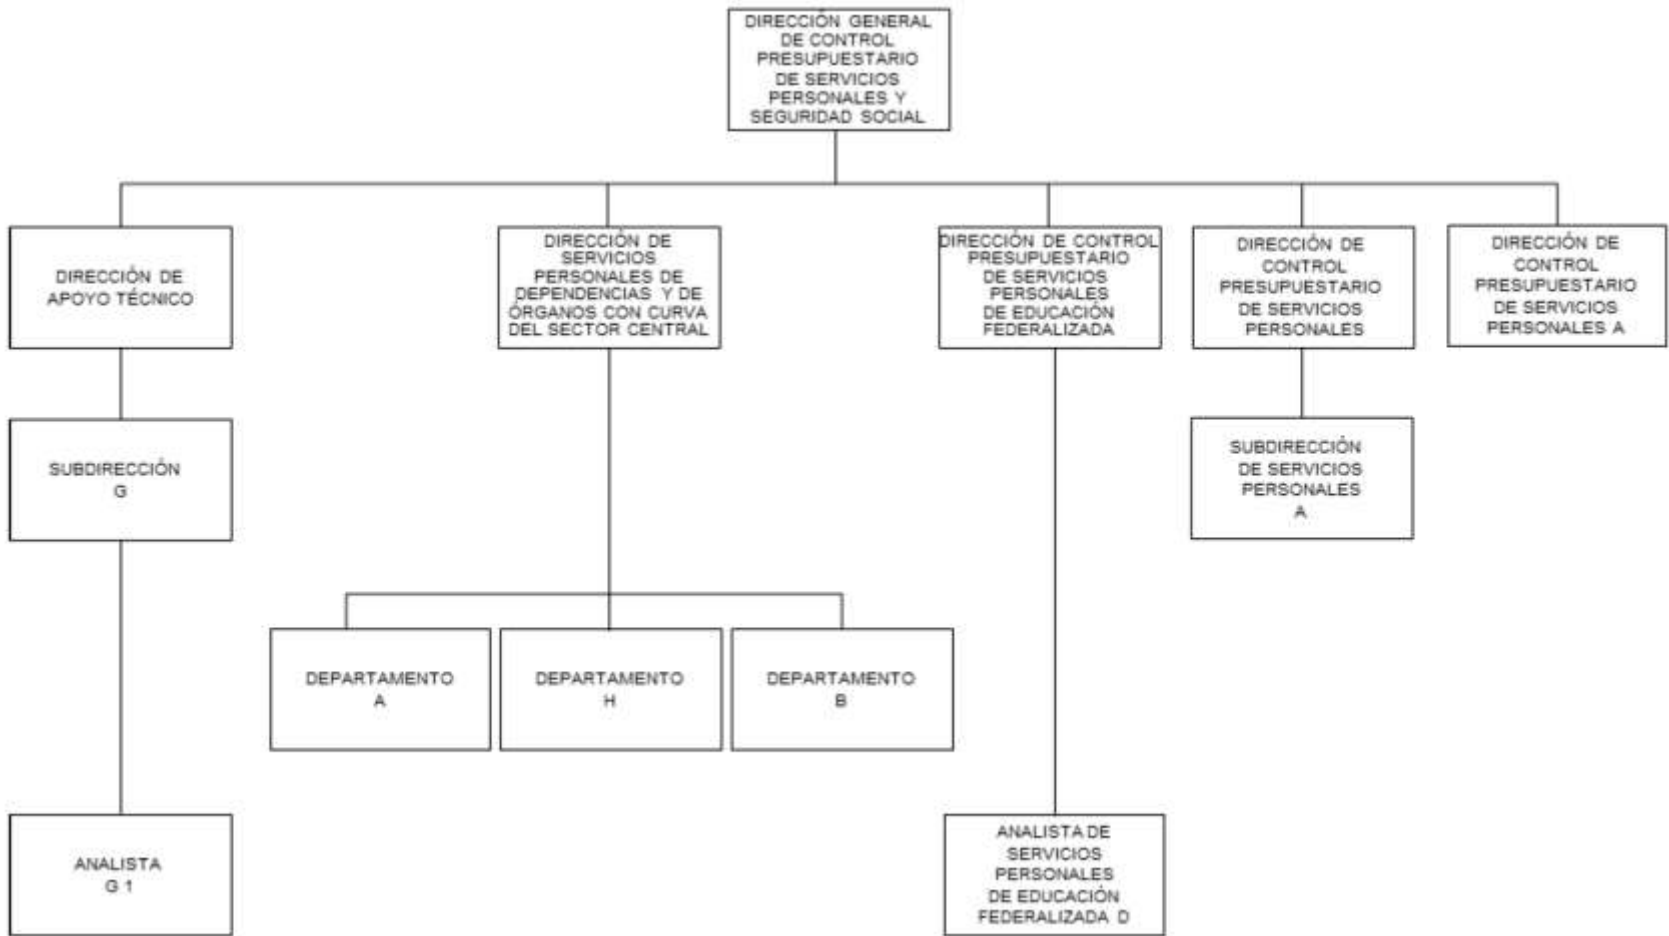 DIRECCIÓN GENERAL
DE CONTROL
PRESUPUESTARIO
DE SERVICIOS
PERSONALES Y
SEGURIDAD SOCIAL
DIRECCIÓN DE
APOYO TÉCNICO
DIRECCIÓN DE
SERVICIOS
PERSONALES DE
DEPENDENCIAS Y DE
ÓRGANOS CON CURVA
DEL SECTOR CENTRAL
DIRECCIÓN DE CONTROL
PRESUPUESTARIO
DE SERVICIOS
PERSONALES
DE EDUCACIÓN
FEDERALIZADA
DIRECCIÓN DE
CONTROL
PRESUPUESTARIO
DE SERVICIOS
PERSONALES
DIRECCIÓN DE
CONTROL
PRESUPUESTARIO
DE SERVICIOS
PERSONALES A
SUBDIRECCIÓN
G
SUBDIRECCIÓN
DE SERVICIOS
PERSONALES
A
DEPARTAMENTO
A
DEPARTAMENTO
H
DEPARTAMENTO
B
ANALISTA
G 1
ANALISTA DE
SERVICIOS
PERSONALES
DE EDUCACIÓN
FEDERALIZADA D